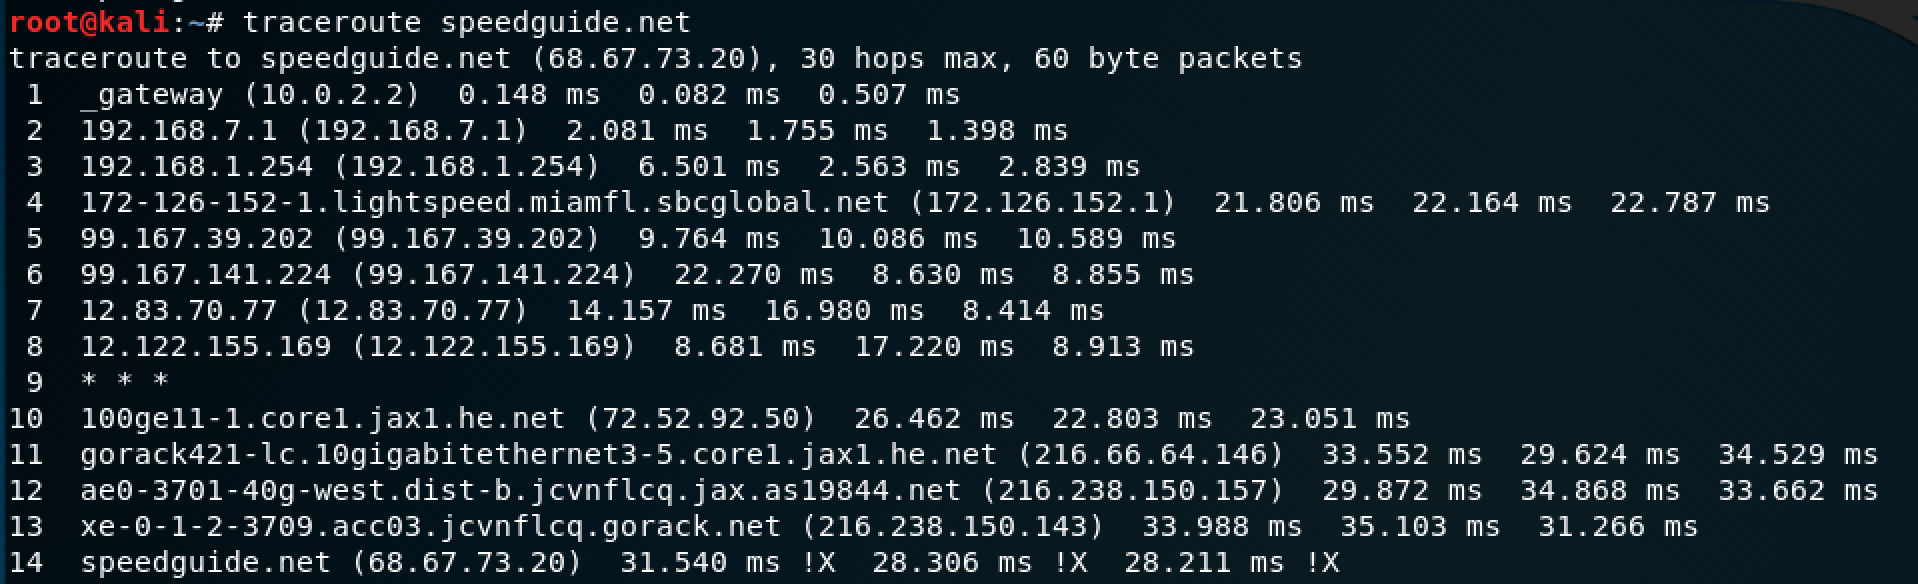 root@kali:~# traceroute speedguide.net
traceroute to speedguide.net (68.67.73.20), 30 hops max, 60 byte packets
 1  _gateway (10.0.2.2)  0.148 ms  0.082 ms  0.507 ms
 2  192.168.7.1 (192.168.7.1)  2.081 ms  1.755 ms  1.398 ms
 3  192.168.1.254 (192.168.1.254)  6.501 ms  2.563 ms  2.839 ms
 4  172-126-152-1.lightspeed.miamfl.sbcglobal.net (172.126.152.1)  21.806 ms  22.164 ms  22.787 ms
 5  99.167.39.202 (99.167.39.202)  9.764 ms  10.086 ms  10.589 ms
 6  99.167.141.224 (99.167.141.224)  22.270 ms  8.630 ms  8.855 ms
 7  12.83.70.77 (12.83.70.77)  14.157 ms  16.980 ms  8.414 ms
 8  12.122.155.169 (12.122.155.169)  8.681 ms  17.220 ms  8.913 ms
 9  * * *
10  100ge11-1.core1.jax1.he.net (72.52.92.50)  26.462 ms  22.803 ms  23.051 ms
11  gorack421-lc.10gigabitethernet3-5.core1.jax1.he.net (216.66.64.146)  33.552 ms  29.624 ms  34.529 ms
12  ae0-3701-40g-west.dist-b.jcvnflcq.jax.as19844.net (216.238.150.157)  29.872 ms  34.868 ms  33.662 ms
13  xe-0-1-2-3709.acc03.jcvnflcq.gorack.net (216.238.150.143)  33.988 ms  35.103 ms  31.266 ms
14  speedguide.net (68.67.73.20)  31.540 ms !X  28.306 ms !X  28.211 ms !X